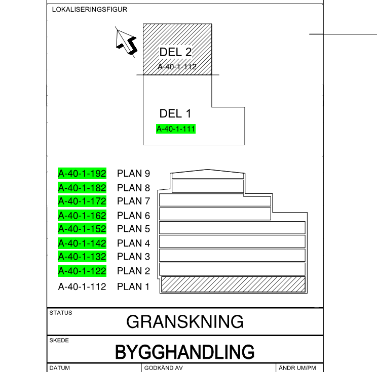 LOKALISERINGSFIGUR
DEL 2
A-40-1-112
DEL 1
A-40-1-111
A-40-1-192 PLAN 9
A-40-1-182 PLAN 8
A-40-1-172 PLAN 7
A-40-1-162 PLAN 6
A-40-1-152 PLAN 5
A-40-1-142 PLAN 4
A-40-1-132 PLAN 3
A-40-1-122 PLAN 2
A-40-1-112 PLAN 1
STATUS
GRANSKNING
SKEDE
BYGGHANDLING
DATUM GODKÄND AV ÄNDR UM/PM